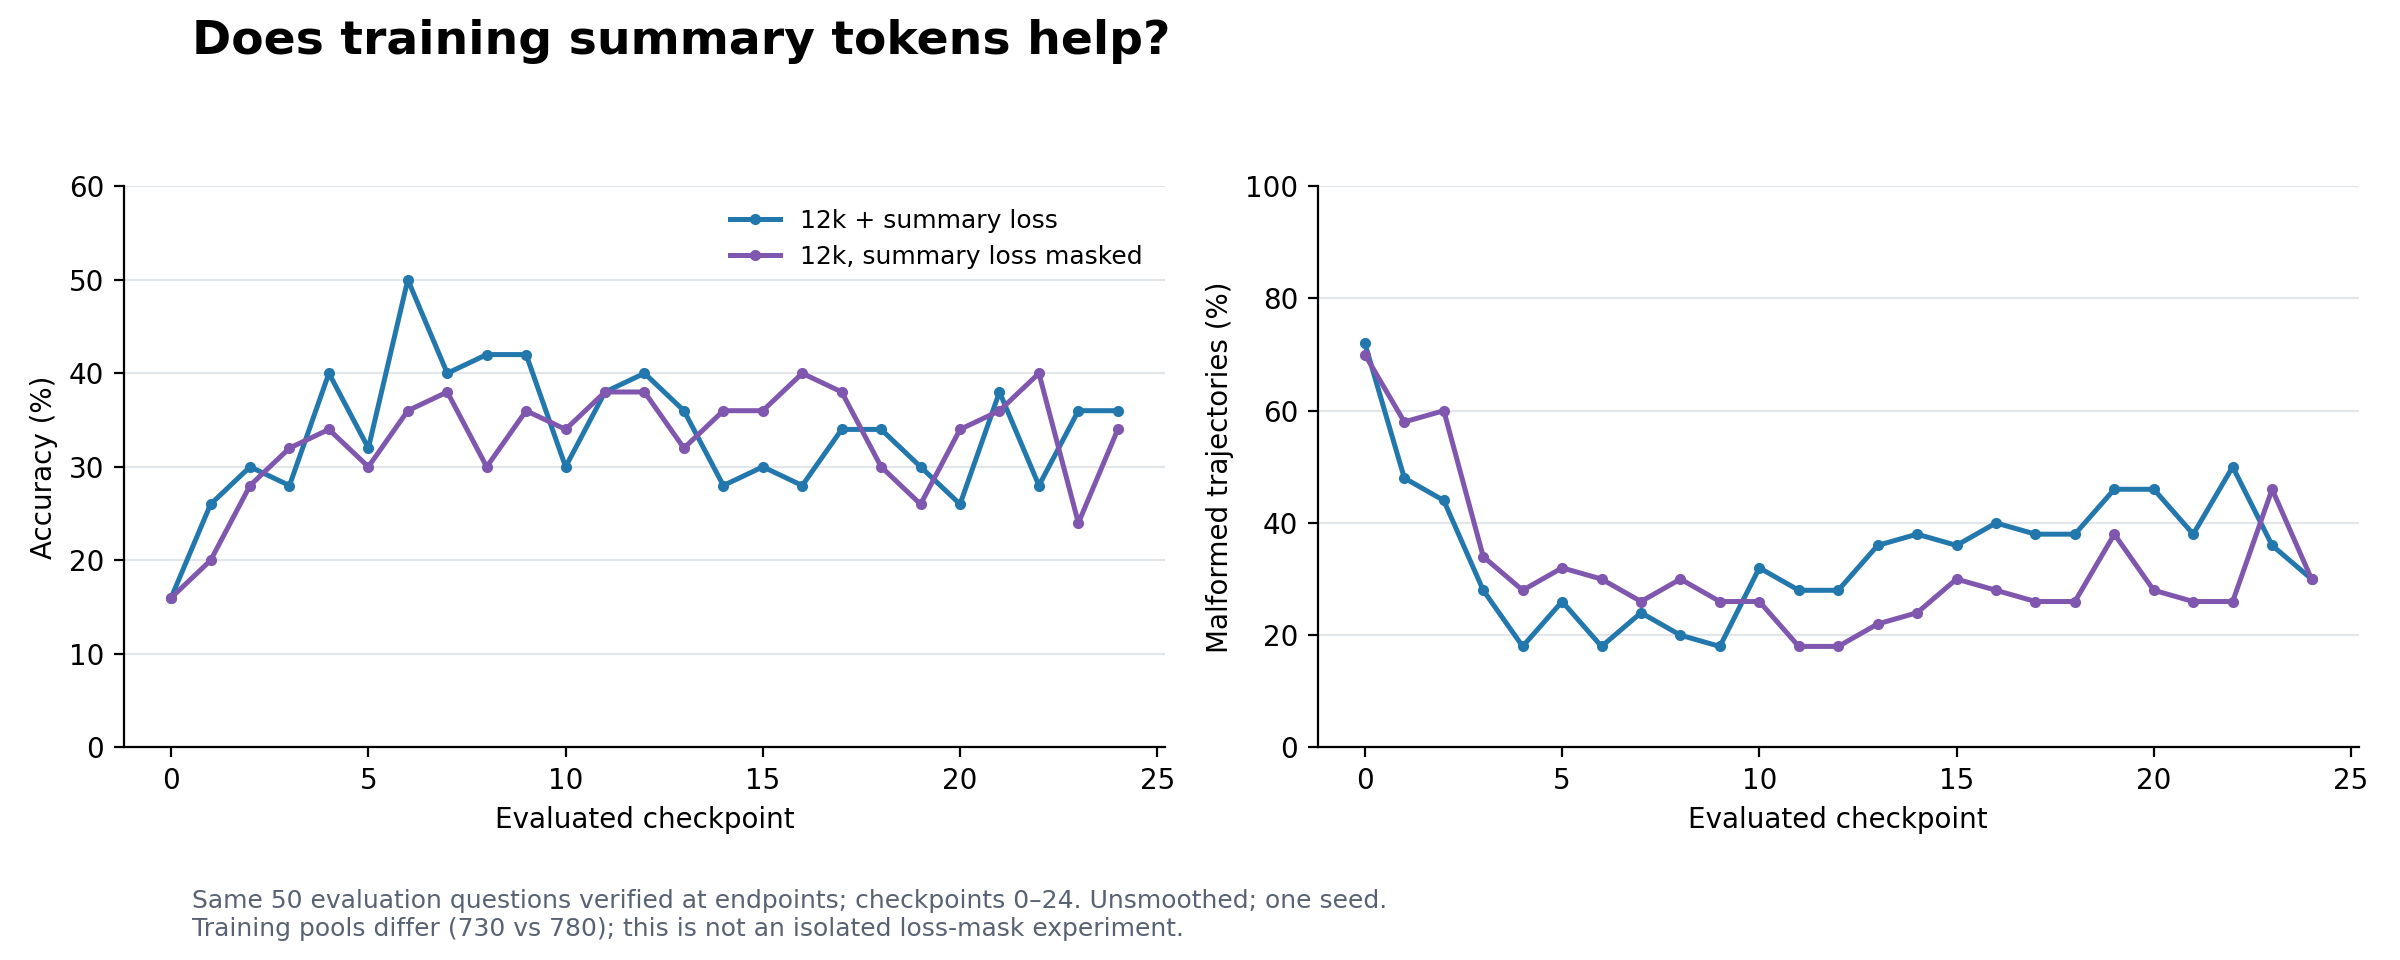 Does training summary tokens help?
60
50
40
30
20
10
0
Accuracy (%)
12k + summary loss
12k, summary loss masked
0 5 10 15 20 25
Evaluated checkpoint
100
80
60
40
20
0
Malformed trajectories (%)
0 5 10 15 20 25
Evaluated checkpoint
Same 50 evaluation questions verified at endpoints; checkpoints 0–24. Unsmoothed; one seed.
Training pools differ (730 vs 780); this is not an isolated loss-mask experiment.